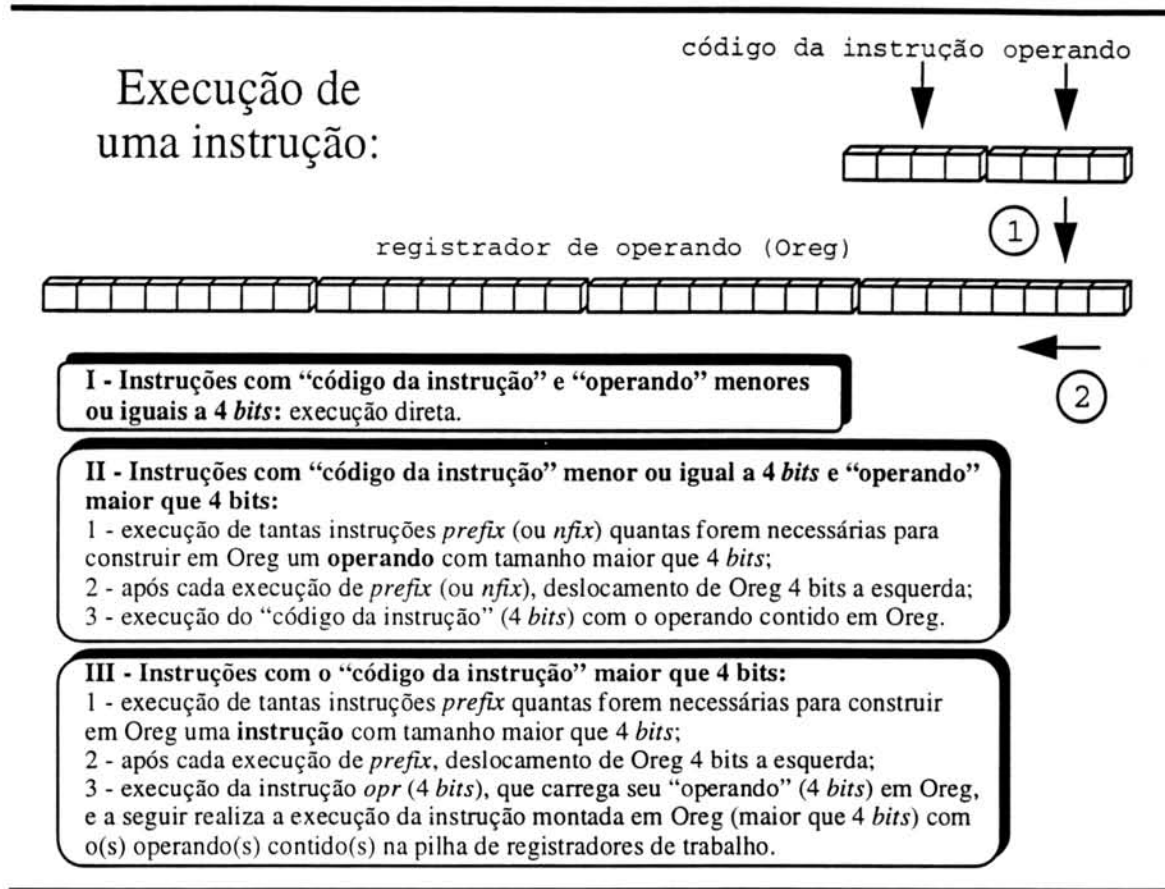 código da instrução operando
Execução de
uma instrução:
1
registrador de operando (Oreg)
2
I - Instruções com “código da instrução” e “operando” menores
ou iguais a 4 bits: execução direta.
II - Instruções com “código da instrução” menor ou igual a 4 bits e “operando”
maior que 4 bits:
1 - execução de tantas instruções prefix (ou nfix) quantas forem necessárias para
construir em Oreg um operando com tamanho maior que 4 bits;
2 - após cada execução de prefix (ou nfix), deslocamento de Oreg 4 bits a esquerda;
3 - execução do “código da instrução” (4 bits) com o operando contido em Oreg.
III - Instruções com o “código da instrução” maior que 4 bits:
1 - execução de tantas instruções prefix quantas forem necessárias para construir
em Oreg uma instrução com tamanho maior que 4 bits;
2 - após cada execução de prefix, deslocamento de Oreg 4 bits a esquerda;
3 - execução da instrução opr (4 bits), que carrega seu “operando” (4 bits) em Oreg,
e a seguir realiza a execução da instrução montada em Oreg (maior que 4 bits) com
o(s) operando(s) contido(s) na pilha de registradores de trabalho.